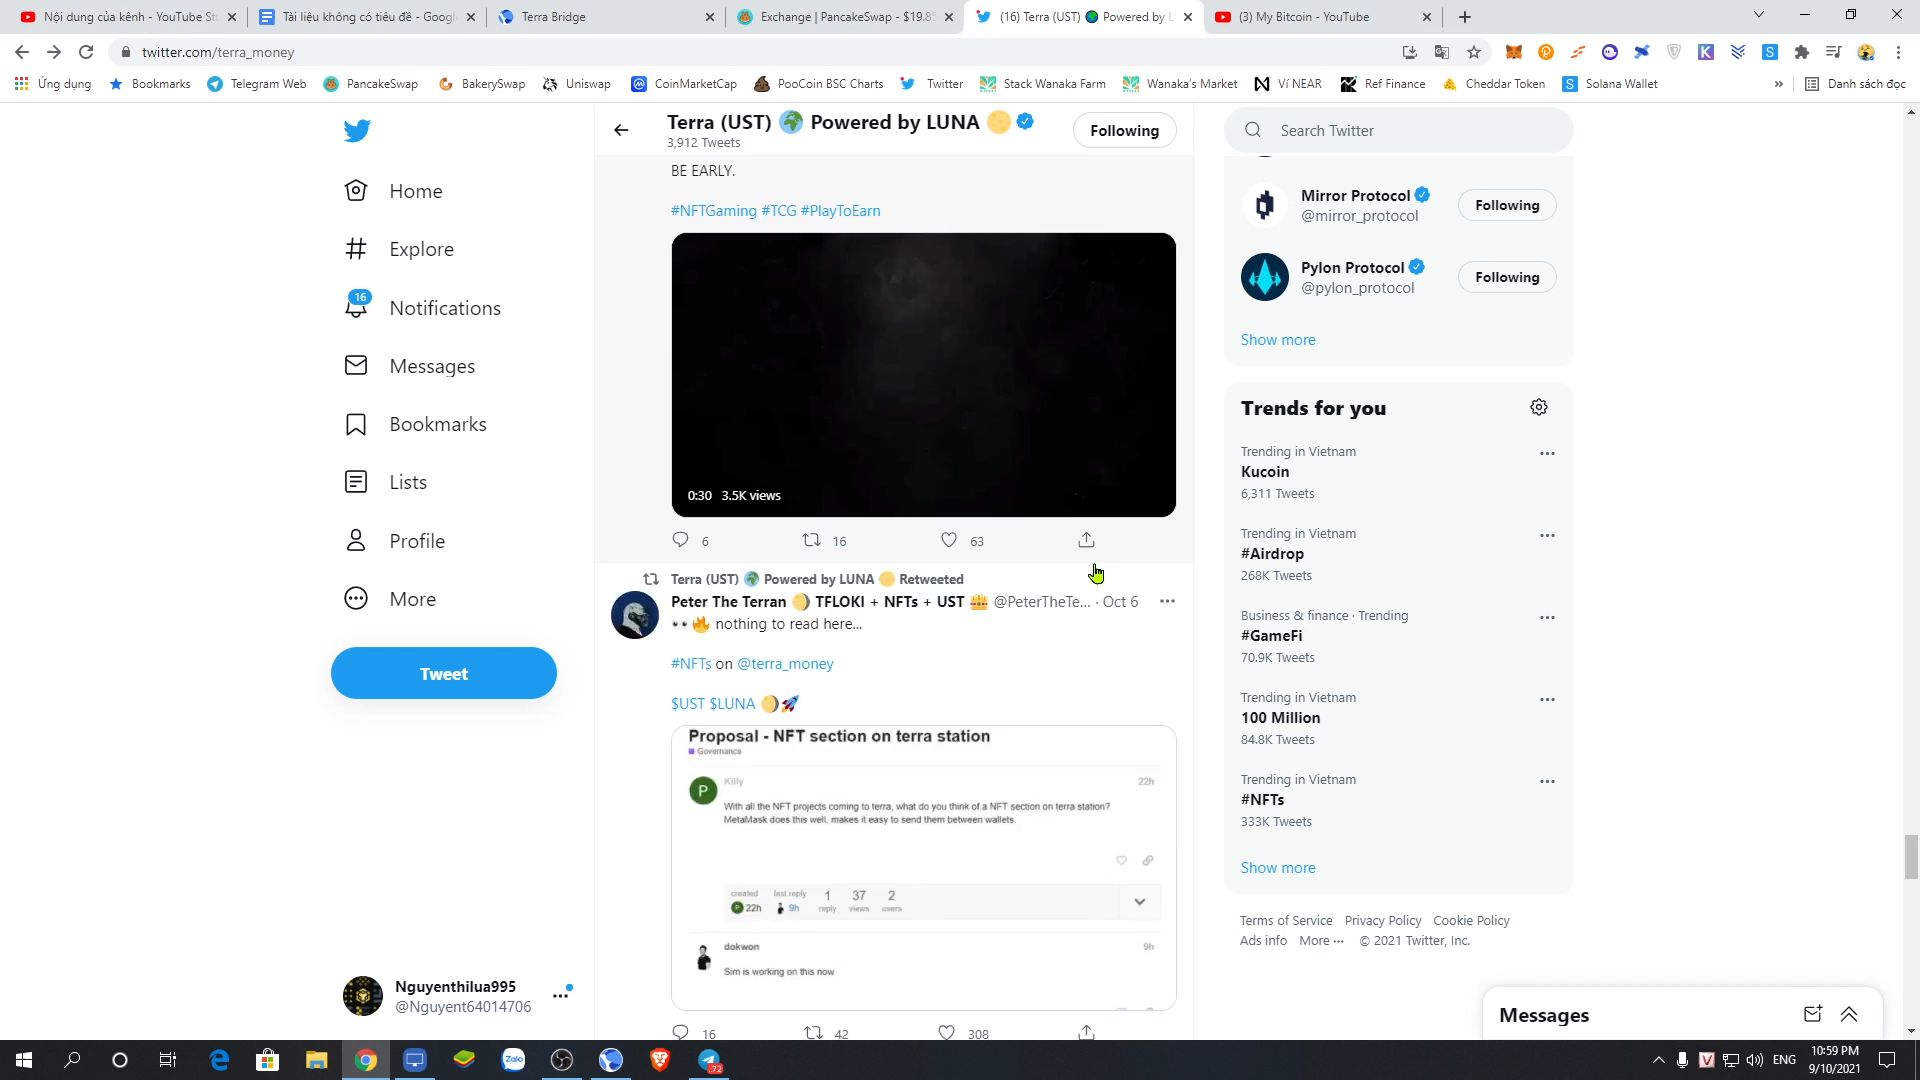 Nội dung của kênh - YouTube St
Tài liệu không có tiêu đề - Googl
Terra Bridge
Exchange | PancakeSwap - $19.85
(16) Terra (UST) Powered by L
(3) My Bitcoin - YouTube
twitter.com/terra_money
Ứng dụng
Bookmarks
Telegram Web
PancakeSwap
BakerySwap
Uniswap
CoinMarketCap
PooCoin BSC Charts
Twitter
Stack Wanaka Farm
Wanaka's Market
Ví NEAR
Ref Finance
Cheddar Token
Solana Wallet
»
Danh sách đọc
Home
Explore
16
Notifications
Messages
Bookmarks
Lists
Profile
More
Tweet
Nguyenthilua995
@Nguyent64014706
Terra (UST) 🌍 Powered by LUNA 🌕
3,912 Tweets
Following
BE EARLY.
#NFTGaming #TCG #PlayToEarn
0:30 3.5K views
6 16 63
Terra (UST) 🌍 Powered by LUNA 🌕 Retweeted
Peter The Terran 🌖 TFLOKI + NFTs + UST 👑 @PeterTheTe... · Oct 6
👀🔥 nothing to read here...
#NFTs on @terra_money
$UST $LUNA 🌖🚀
Proposal - NFT section on terra station
Governance
P
Killy
22h
With all the NFT projects coming to terra, what do you think of a NFT section on terra station?
MetaMask does this well, makes it easy to send them between wallets.
created last reply 1 37 2
P 22h 9h reply views users
dokwon
9h
Sim is working on this now
16 42 308
Search Twitter
Mirror Protocol
@mirror_protocol
Following
Pylon Protocol
@pylon_protocol
Following
Show more
Trends for you
Trending in Vietnam
Kucoin
6,311 Tweets
Trending in Vietnam
#Airdrop
268K Tweets
Business & finance · Trending
#GameFi
70.9K Tweets
Trending in Vietnam
100 Million
84.8K Tweets
Trending in Vietnam
#NFTs
333K Tweets
Show more
Terms of Service Privacy Policy Cookie Policy
Ads info More ··· © 2021 Twitter, Inc.
Messages
Zalo
72
ENG
10:59 PM
9/10/2021